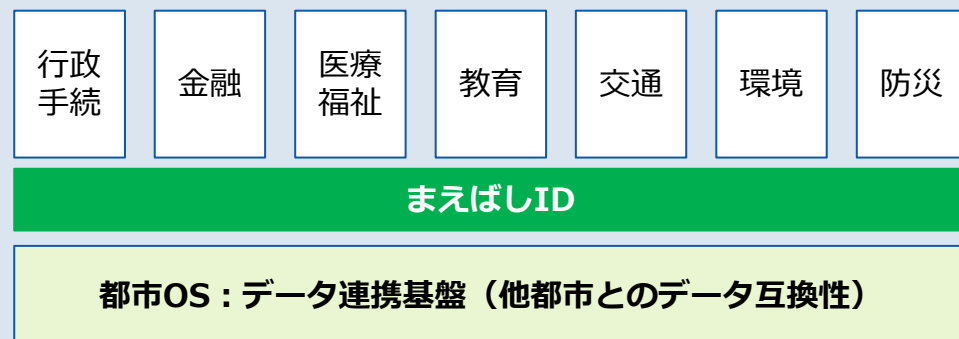 行政
手続
金融
医療
福祉
教育
交通
環境
防災
まえばしID
都市OS：データ連携基盤（他都市とのデータ互換性）